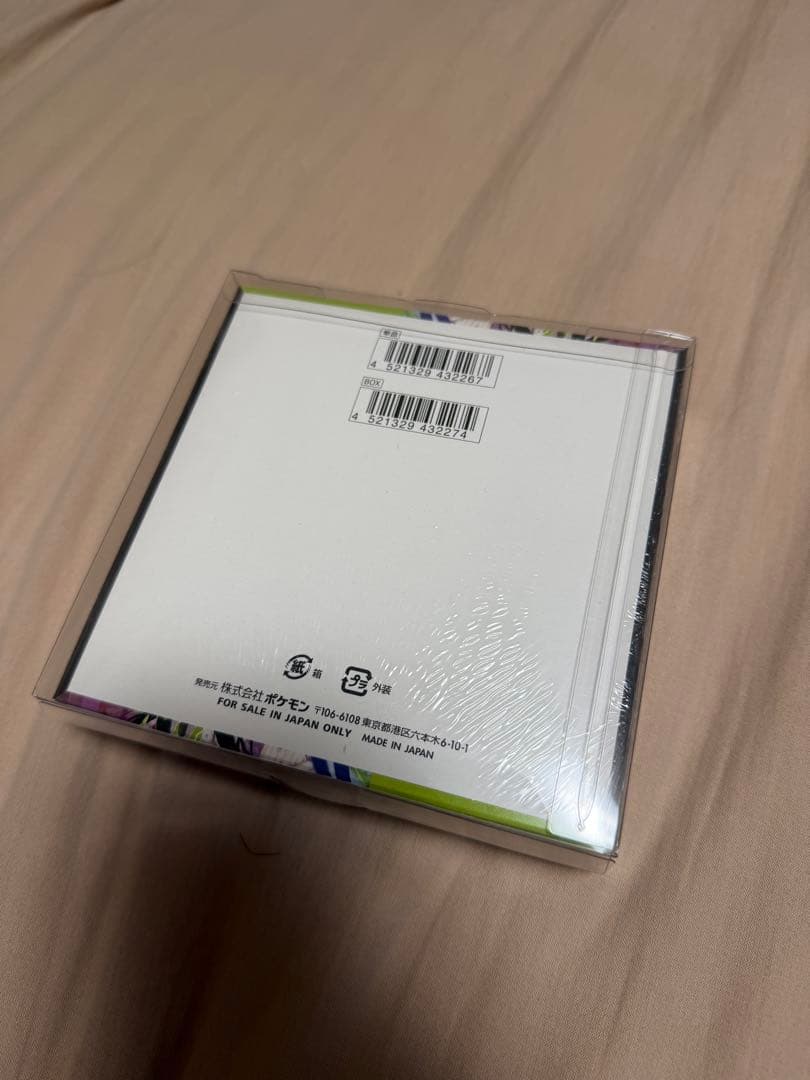 単品
4 521329 432267
BOX
4 521329 432274
紙 箱 プラ 外装
発売元 株式会社ポケモン 〒106-6108 東京都港区六本木6-10-1
FOR SALE IN JAPAN ONLY MADE IN JAPAN